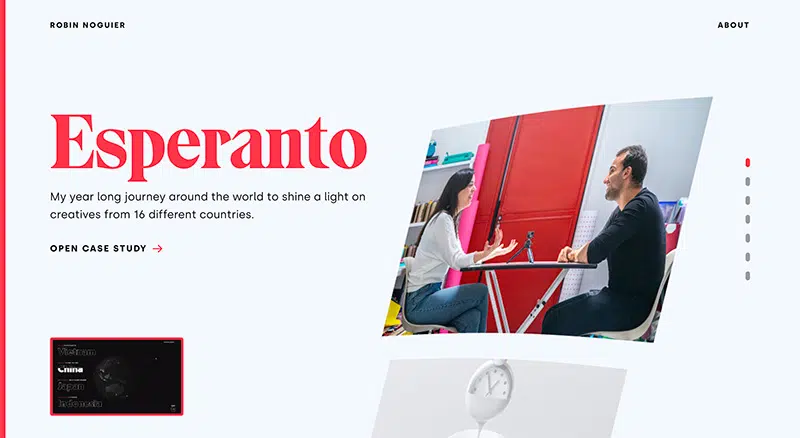 ROBIN NOGUIER
ABOUT
Esperanto
My year long journey around the world to shine a light on
creatives from 16 different countries.
OPEN CASE STUDY
Vietnam
China
Japan
Indonesia